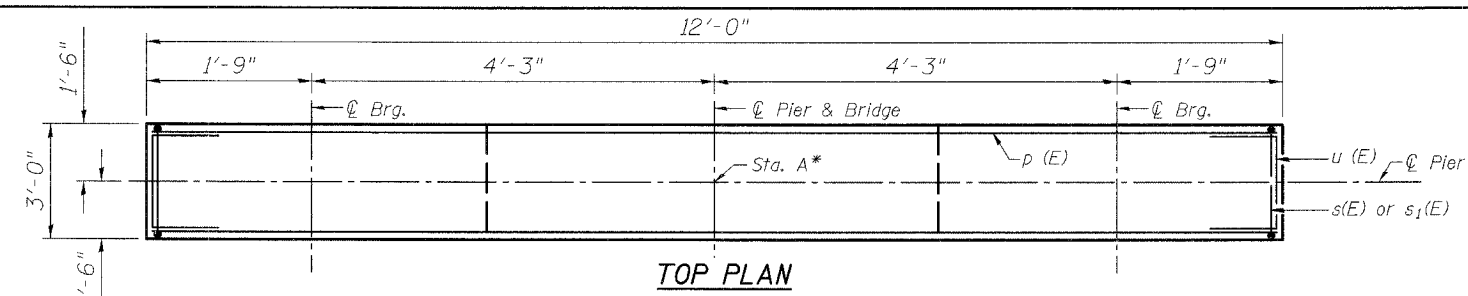 12'-0"
1'-6"
1'-9"
4'-3"
4'-3"
1'-9"
℄ Brg.
℄ Pier & Bridge
℄ Brg.
3'-0"
Sta. A*
p (E)
u (E)
℄ Pier
s(E) or s₁(E)
'-6"
TOP PLAN